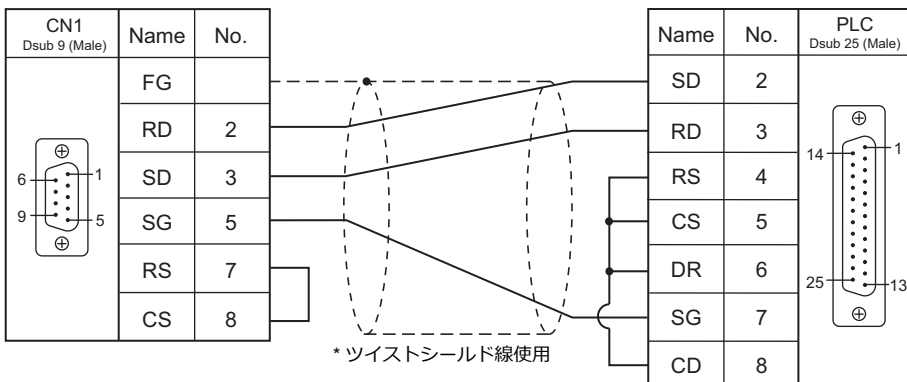 CN1
Dsub 9 (Male)
Name No.
FG
RD 2
SD 3
SG 5
RS 7
CS 8
6
1
9
5
* ツイストシールド線使用
Name No.
PLC
Dsub 25 (Male)
SD 2
RD 3
RS 4
CS 5
DR 6
SG 7
CD 8
14
1
25
13